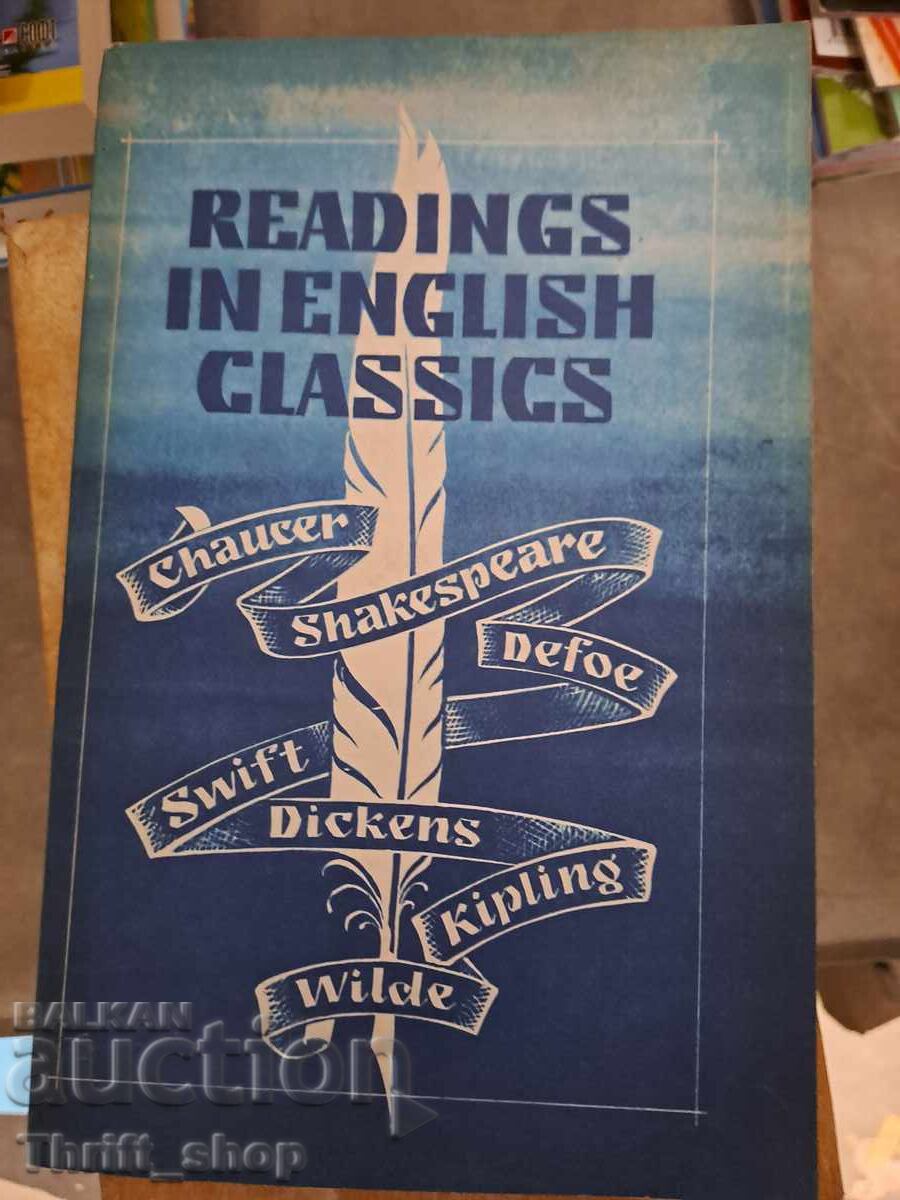 READINGS
IN ENGLISH
CLASSICS
Chaucer
Shakespeare
Defoe
Swift
Dickens
Kipling
Wilde
BALKAN
auction
Thrift_shop